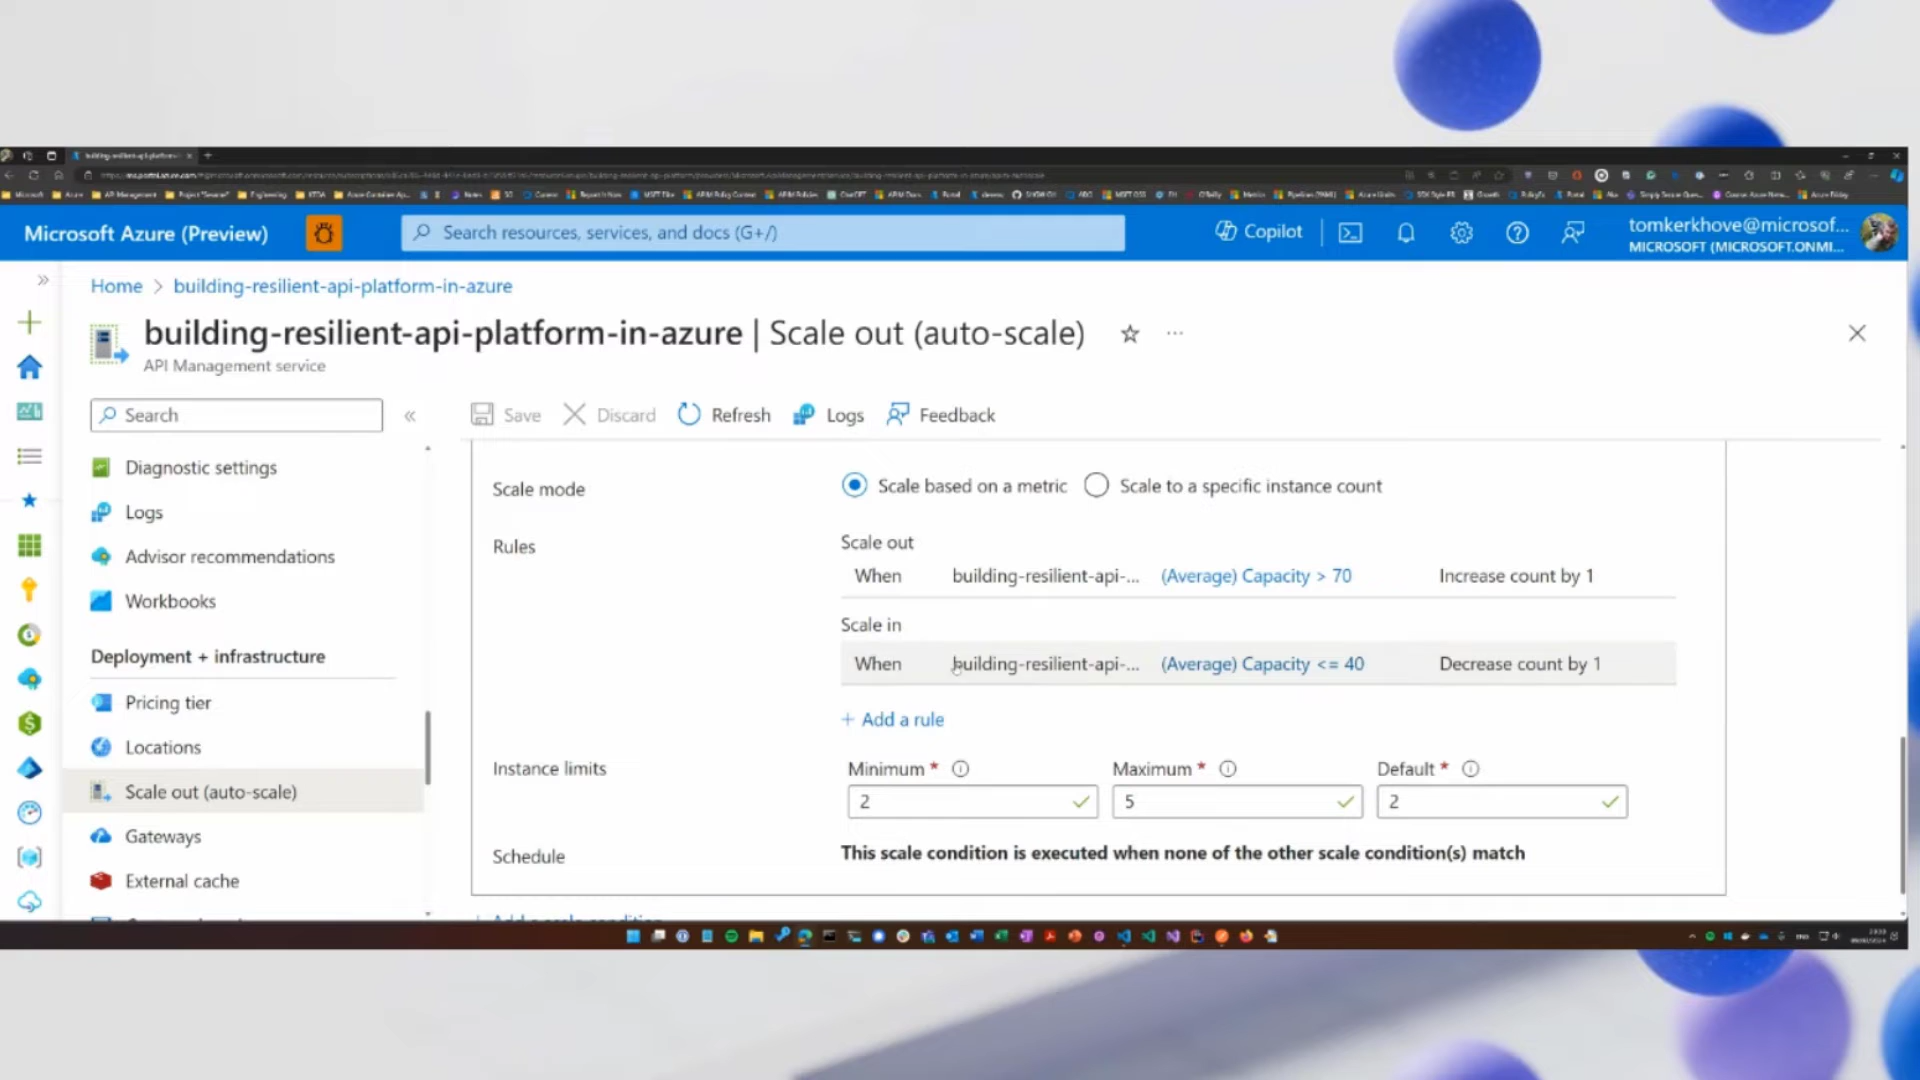 Microsoft Azure (Preview)
Search resources, services, and docs (G+/)
Copilot
tomkerkhove@microsof...
MICROSOFT (MICROSOFT.ONMI...
Home > building-resilient-api-platform-in-azure
building-resilient-api-platform-in-azure | Scale out (auto-scale)
API Management service
Search
Save
Discard
Refresh
Logs
Feedback
Diagnostic settings
Logs
Advisor recommendations
Workbooks
Deployment + infrastructure
Pricing tier
Locations
Scale out (auto-scale)
Gateways
External cache
Scale mode
Scale based on a metric
Scale to a specific instance count
Rules
Scale out
When building-resilient-api-... (Average) Capacity > 70 Increase count by 1
Scale in
When building-resilient-api-... (Average) Capacity <= 40 Decrease count by 1
+ Add a rule
Instance limits
Minimum * Maximum * Default *
2 5 2
Schedule
This scale condition is executed when none of the other scale condition(s) match